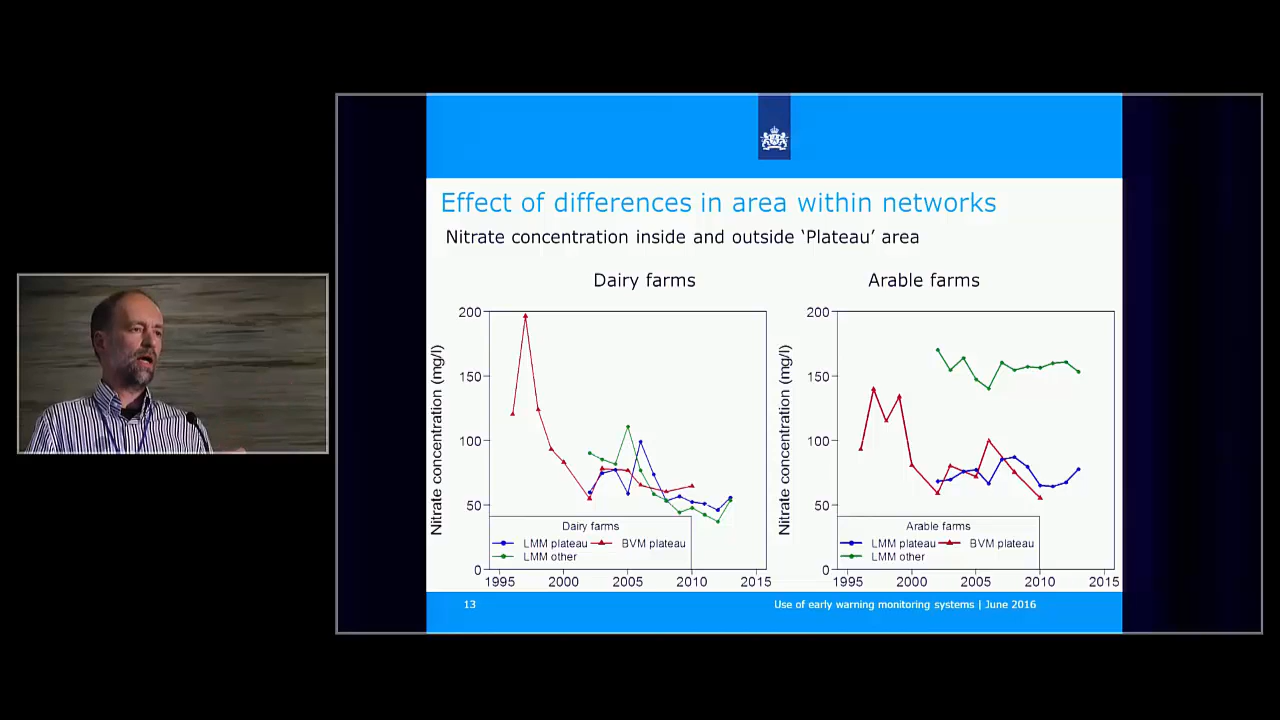 Effect of differences in area within networks
Nitrate concentration inside and outside ‘Plateau’ area
Dairy farms
Nitrate concentration (mg/l)
200
150
100
50
0
1995 2000 2005 2010 2015
Dairy farms
LMM plateau BVM plateau
LMM other
Arable farms
Nitrate concentration (mg/l)
200
150
100
50
0
1995 2000 2005 2010 2015
Arable farms
LMM plateau BVM plateau
LMM other
13 Use of early warning monitoring systems | June 2016